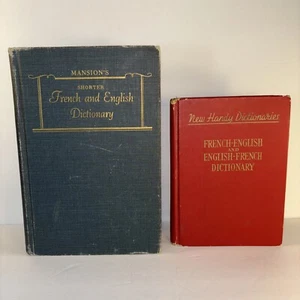 MANSION'S
SHORTER
French and English
Dictionary
New Handy Dictionaries
FRENCH-ENGLISH
AND
ENGLISH-FRENCH
DICTIONARY